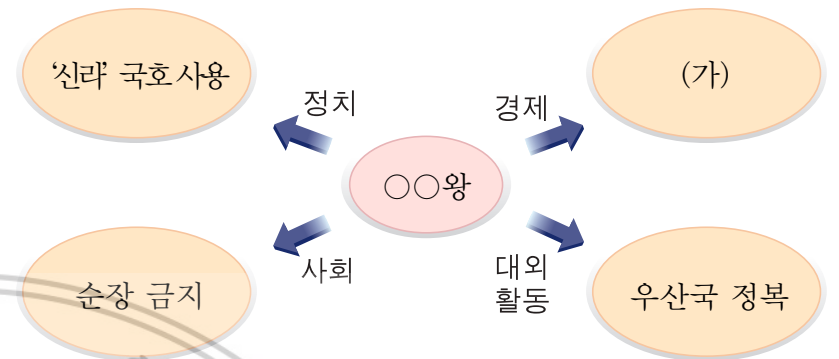 ‘신라’ 국호 사용
(가)
정치
경제
○○왕
사회
대외
활동
순장 금지
우산국 정복